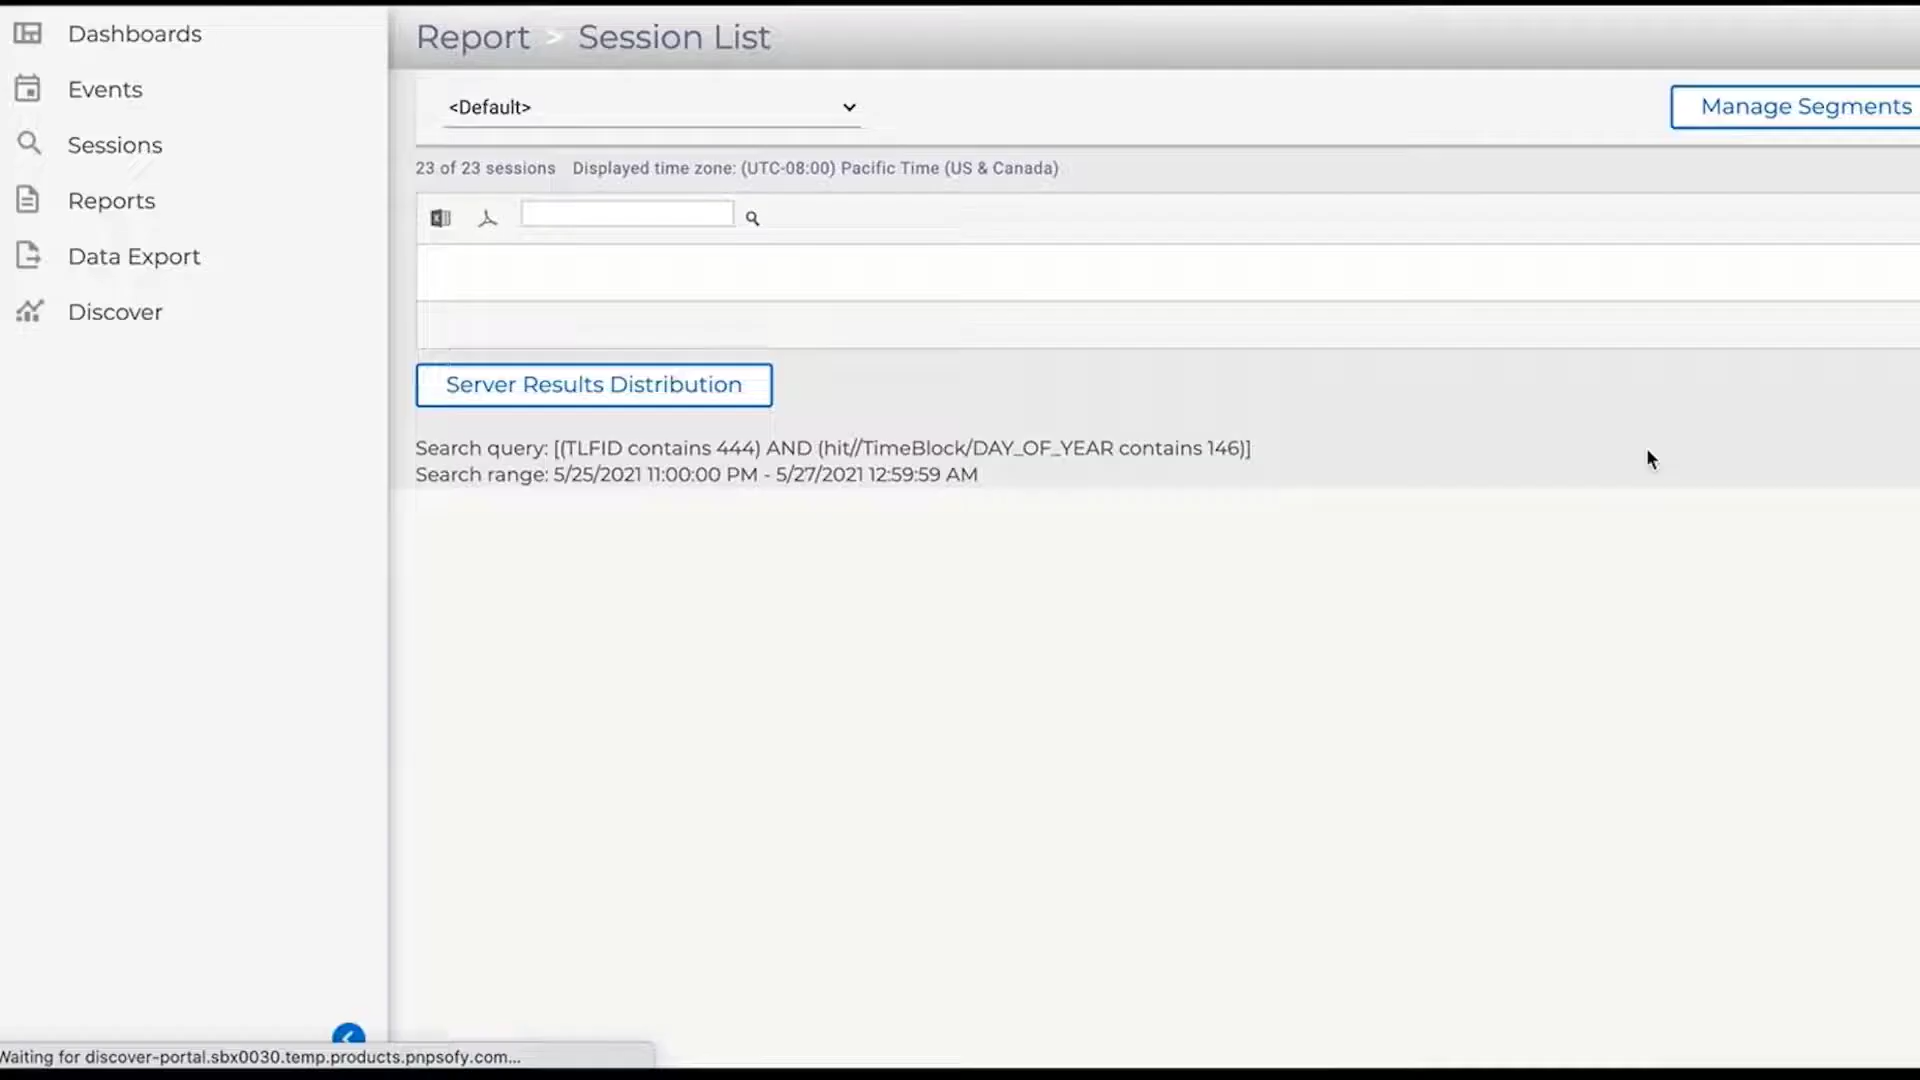 Dashboards
Events
Sessions
Reports
Data Export
Discover
Report > Session List
<Default>
Manage Segments
23 of 23 sessions Displayed time zone: (UTC-08:00) Pacific Time (US & Canada)
Server Results Distribution
Search query: [(TLFID contains 444) AND (hit//TimeBlock/DAY_OF_YEAR contains 146)]
Search range: 5/25/2021 11:00:00 PM - 5/27/2021 12:59:59 AM
Waiting for discover-portal.sbx0030.temp.products.pnpsofy.com...